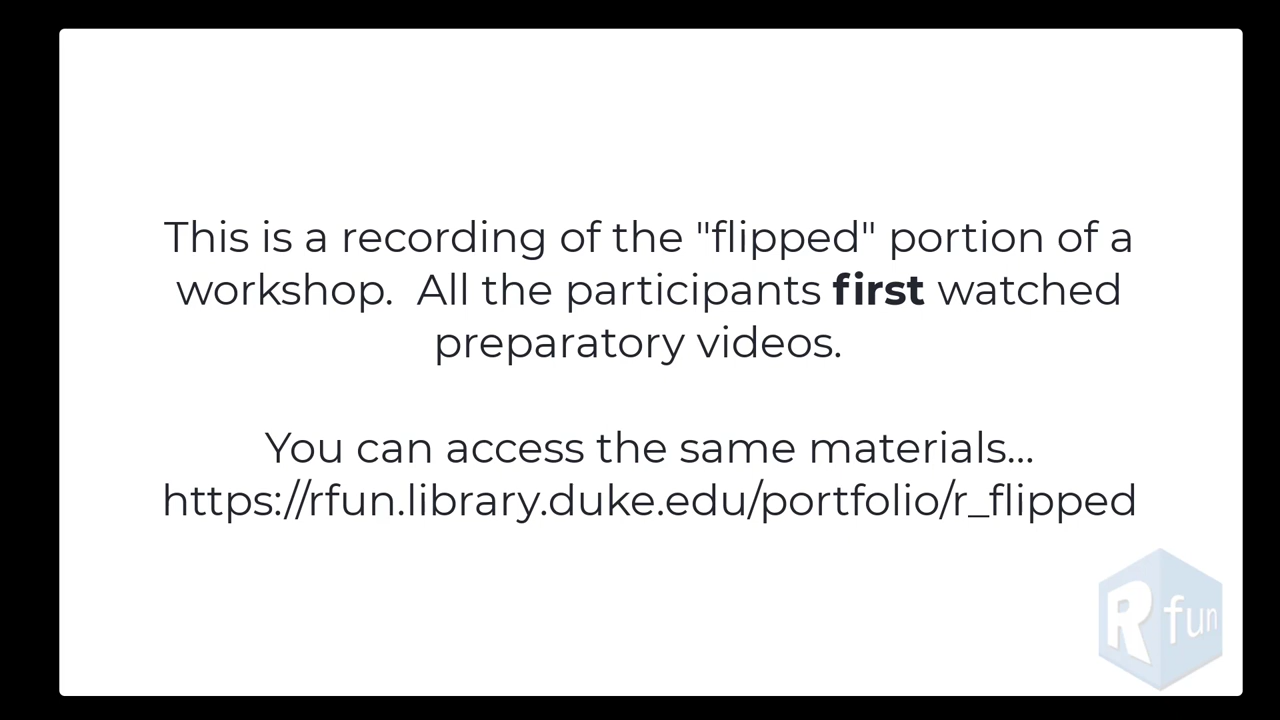 This is a recording of the "flipped" portion of a
workshop.  All the participants first watched
preparatory videos.
You can access the same materials...
https://rfun.library.duke.edu/portfolio/r_flipped
R fun